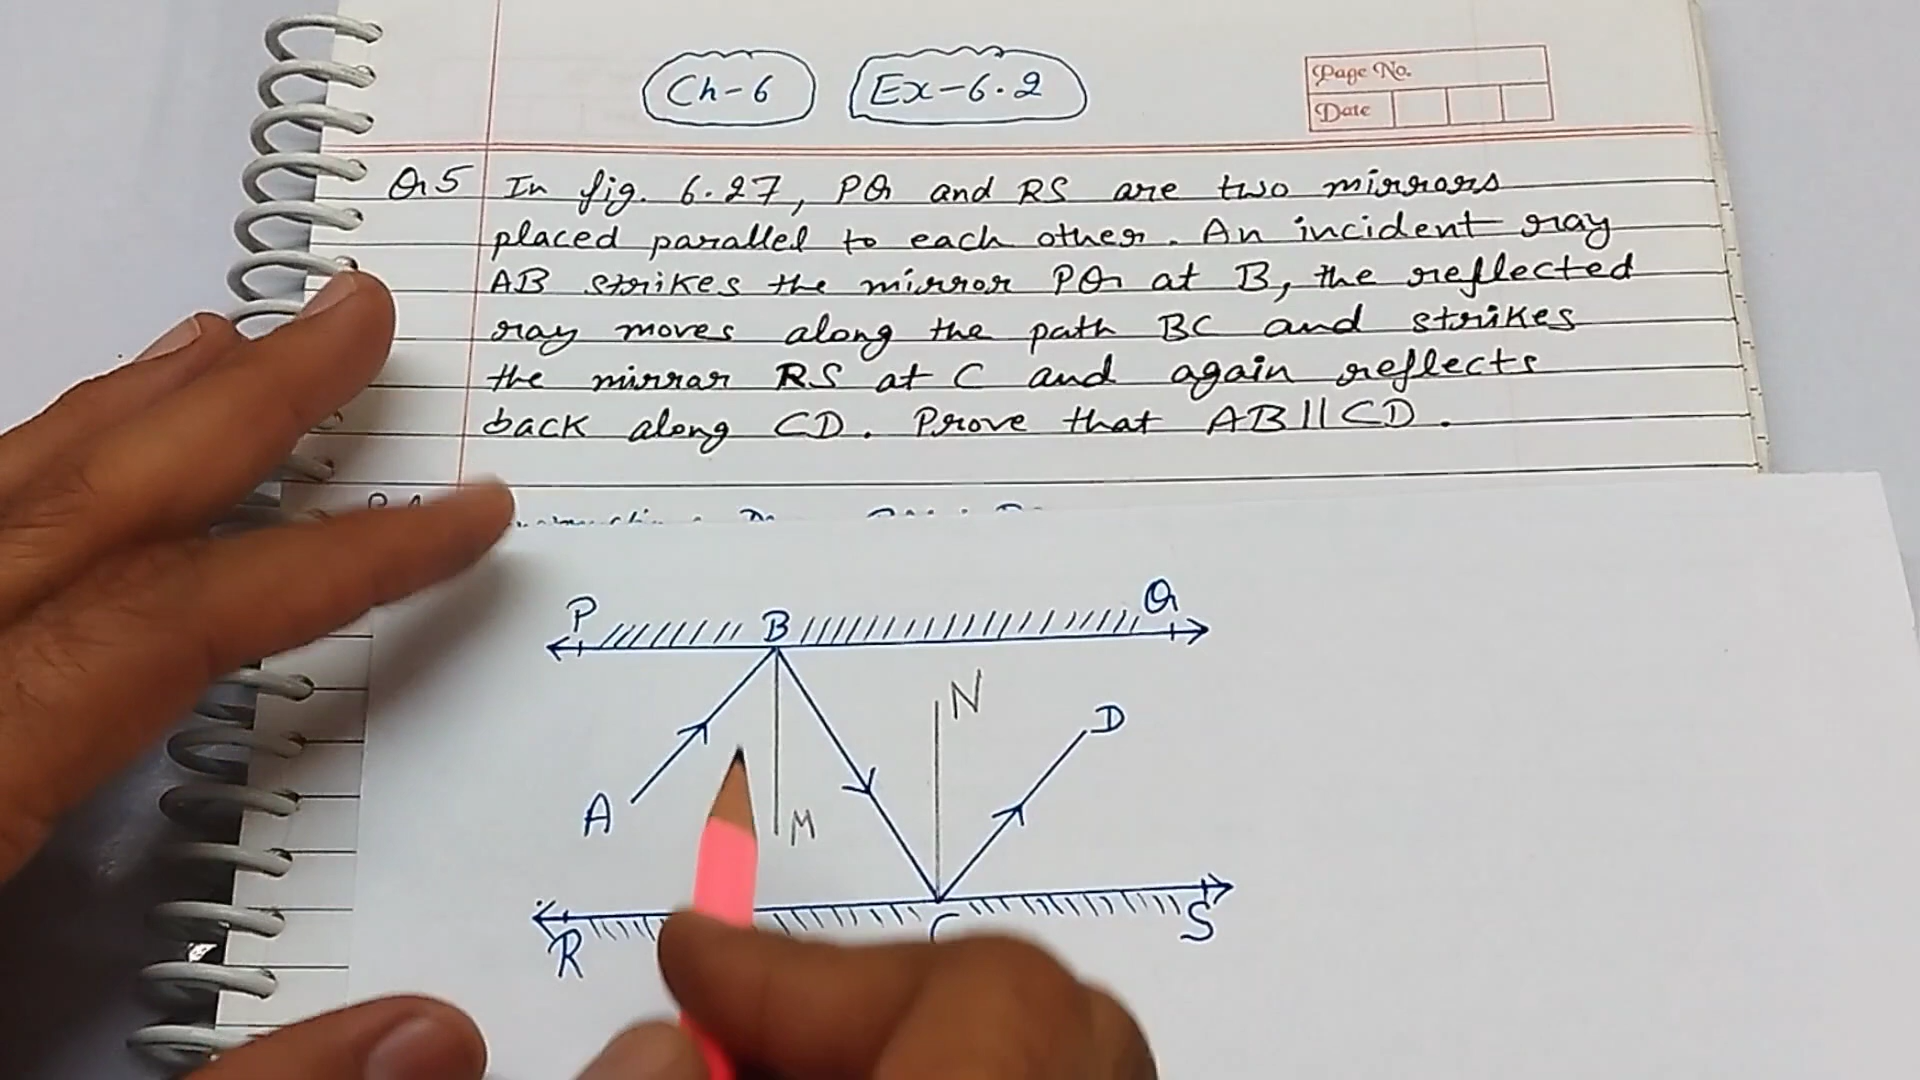 Ch-6 Ex-6.2
Page No.
Date
Q5 In fig. 6.27, PQ and RS are two mirrors
placed parallel to each other. An incident ray
AB strikes the mirror PQ at B, the reflected
ray moves along the path BC and strikes
the mirrar RS at C and again reflects
back along CD. Prove that AB||CD.
P B Q
N
D
A
M
R C S